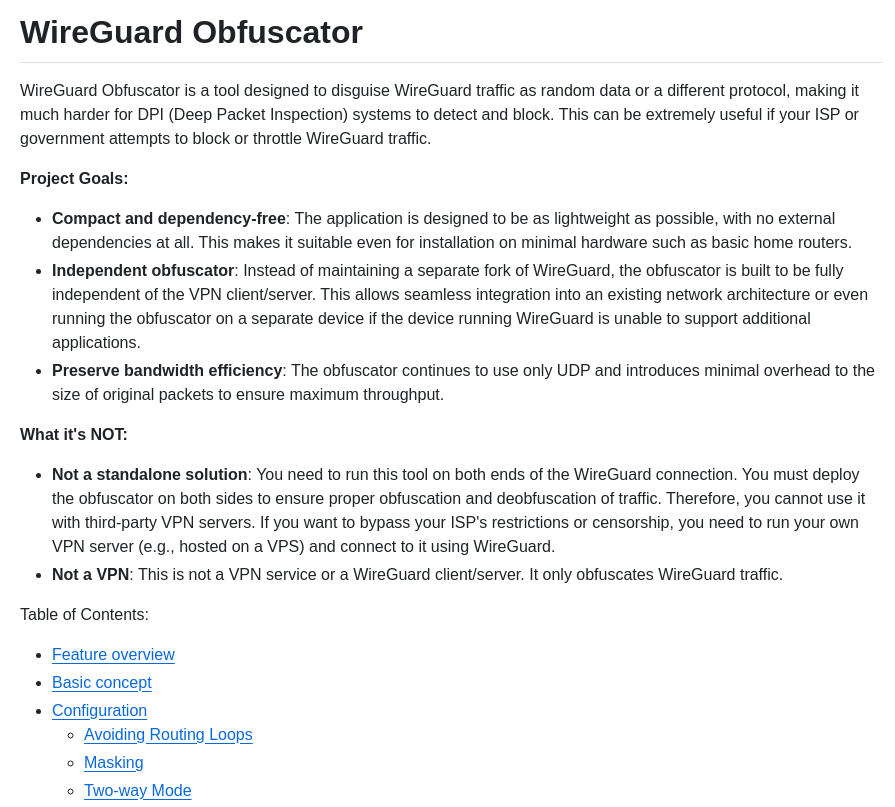 WireGuard Obfuscator
WireGuard Obfuscator is a tool designed to disguise WireGuard traffic as random data or a different protocol, making it
much harder for DPI (Deep Packet Inspection) systems to detect and block. This can be extremely useful if your ISP or
government attempts to block or throttle WireGuard traffic.
Project Goals:
Compact and dependency-free: The application is designed to be as lightweight as possible, with no external
dependencies at all. This makes it suitable even for installation on minimal hardware such as basic home routers.
Independent obfuscator: Instead of maintaining a separate fork of WireGuard, the obfuscator is built to be fully
independent of the VPN client/server. This allows seamless integration into an existing network architecture or even
running the obfuscator on a separate device if the device running WireGuard is unable to support additional
applications.
Preserve bandwidth efficiency: The obfuscator continues to use only UDP and introduces minimal overhead to the
size of original packets to ensure maximum throughput.
What it's NOT:
Not a standalone solution: You need to run this tool on both ends of the WireGuard connection. You must deploy
the obfuscator on both sides to ensure proper obfuscation and deobfuscation of traffic. Therefore, you cannot use it
with third-party VPN servers. If you want to bypass your ISP's restrictions or censorship, you need to run your own
VPN server (e.g., hosted on a VPS) and connect to it using WireGuard.
Not a VPN: This is not a VPN service or a WireGuard client/server. It only obfuscates WireGuard traffic.
Table of Contents:
Feature overview
Basic concept
Configuration
Avoiding Routing Loops
Masking
Two-way Mode